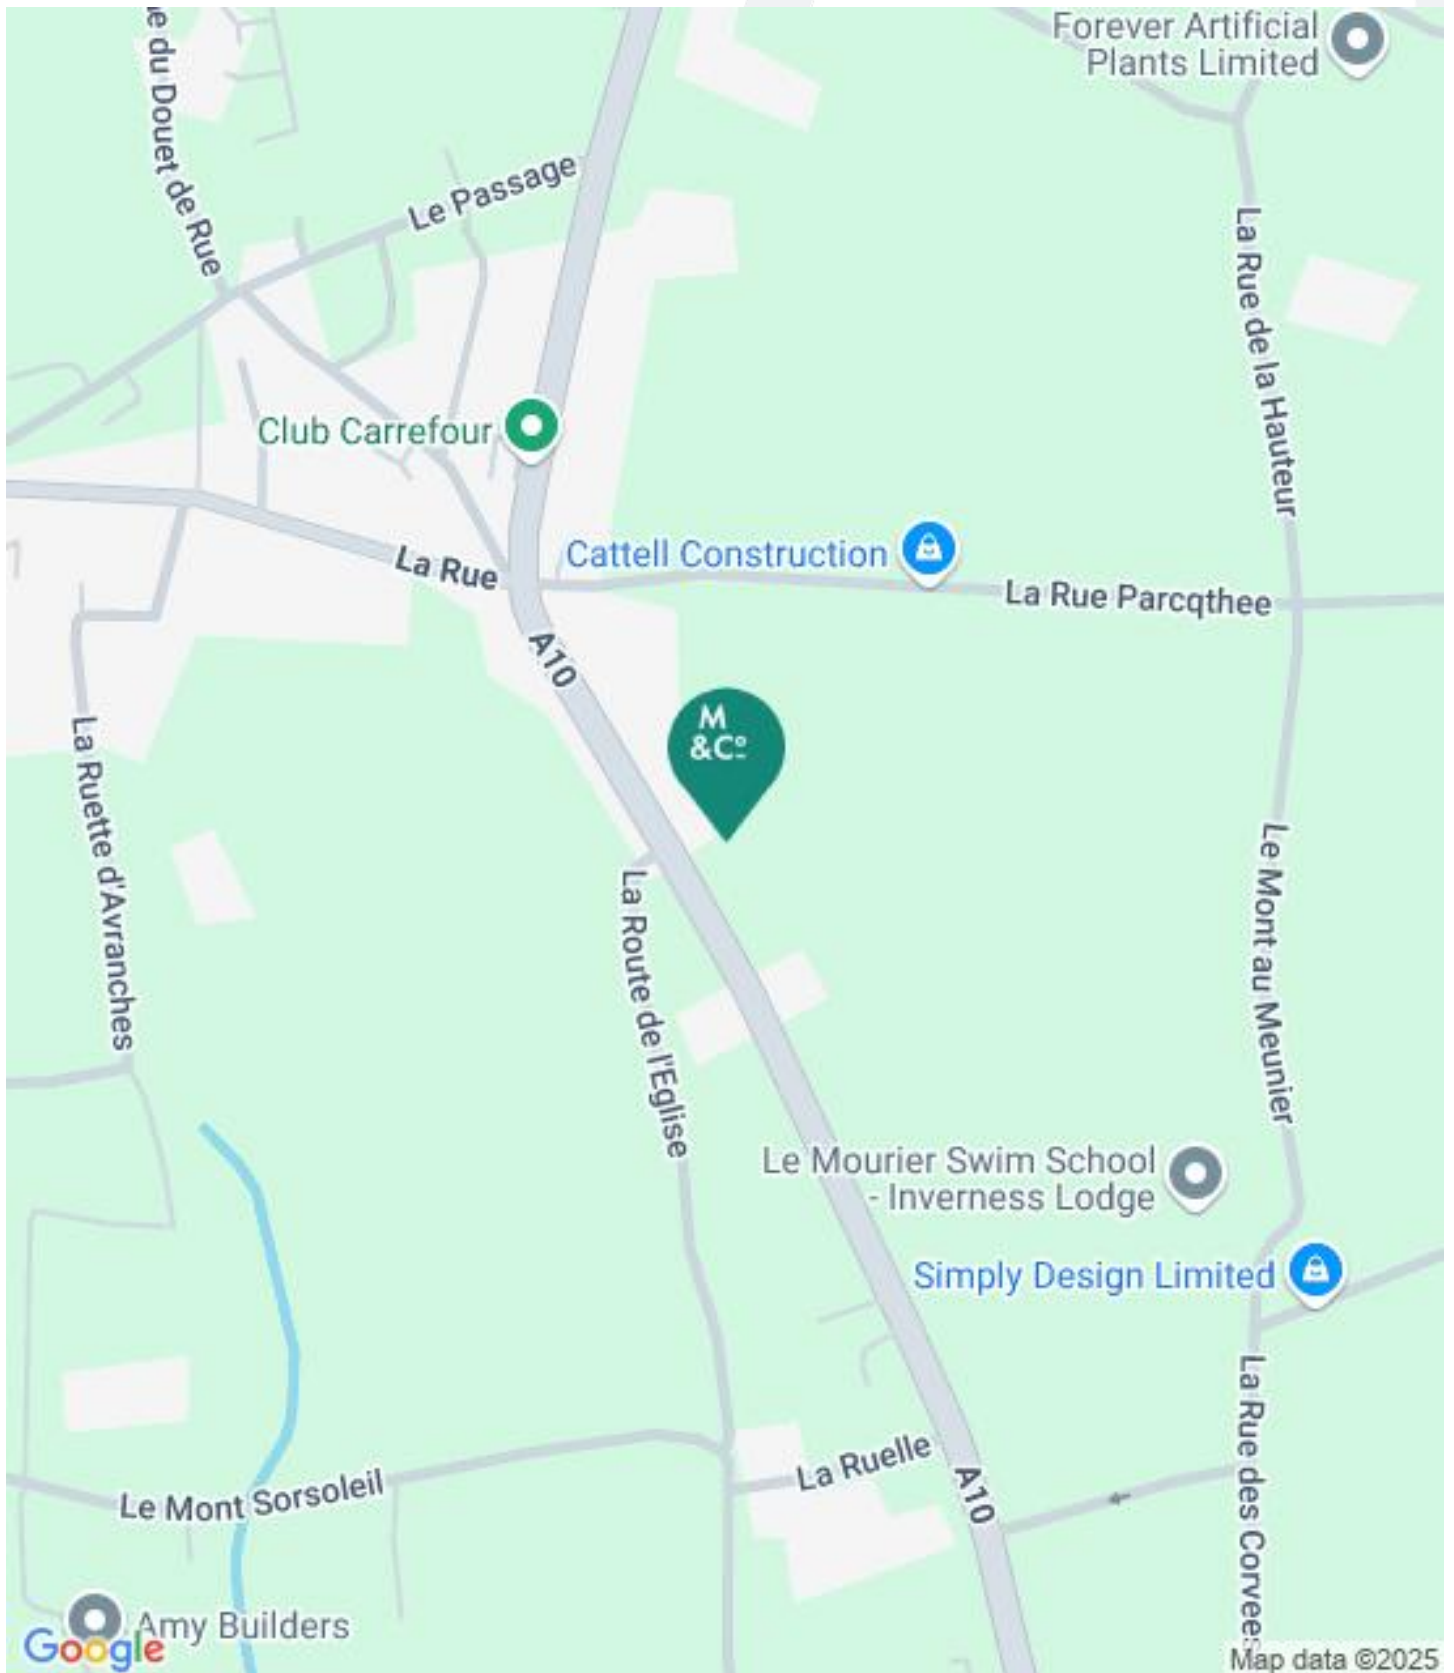 Forever Artificial
Plants Limited
e du Douet de Rue
Le Passage
La Rue de la Hauteur
Club Carrefour
La Rue
Cattell Construction
La Rue Parcqthee
A10
M
&Cº
La Ruette d'Avranches
La Route de l'Eglise
Le Mont au Meunier
Le Mourier Swim School
- Inverness Lodge
Simply Design Limited
La Rue des Corvees
La Ruelle
A10
Le Mont Sorsoleil
Amy Builders
Google
Map data ©2025